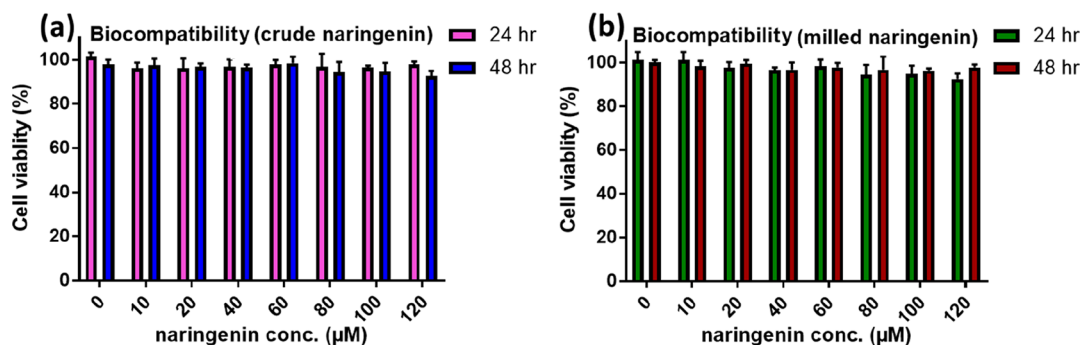 (a)
Biocompatibility (crude naringenin)
24 hr
48 hr
Cell viablity (%)
100
80
60
40
20
0
0 10 20 40 60 80 100 120
naringenin conc. (µM)
(b)
Biocompatibility (milled naringenin)
24 hr
48 hr
Cell viability (%)
100
80
60
40
20
0
0 10 20 40 60 80 100 120
naringenin conc. (µM)